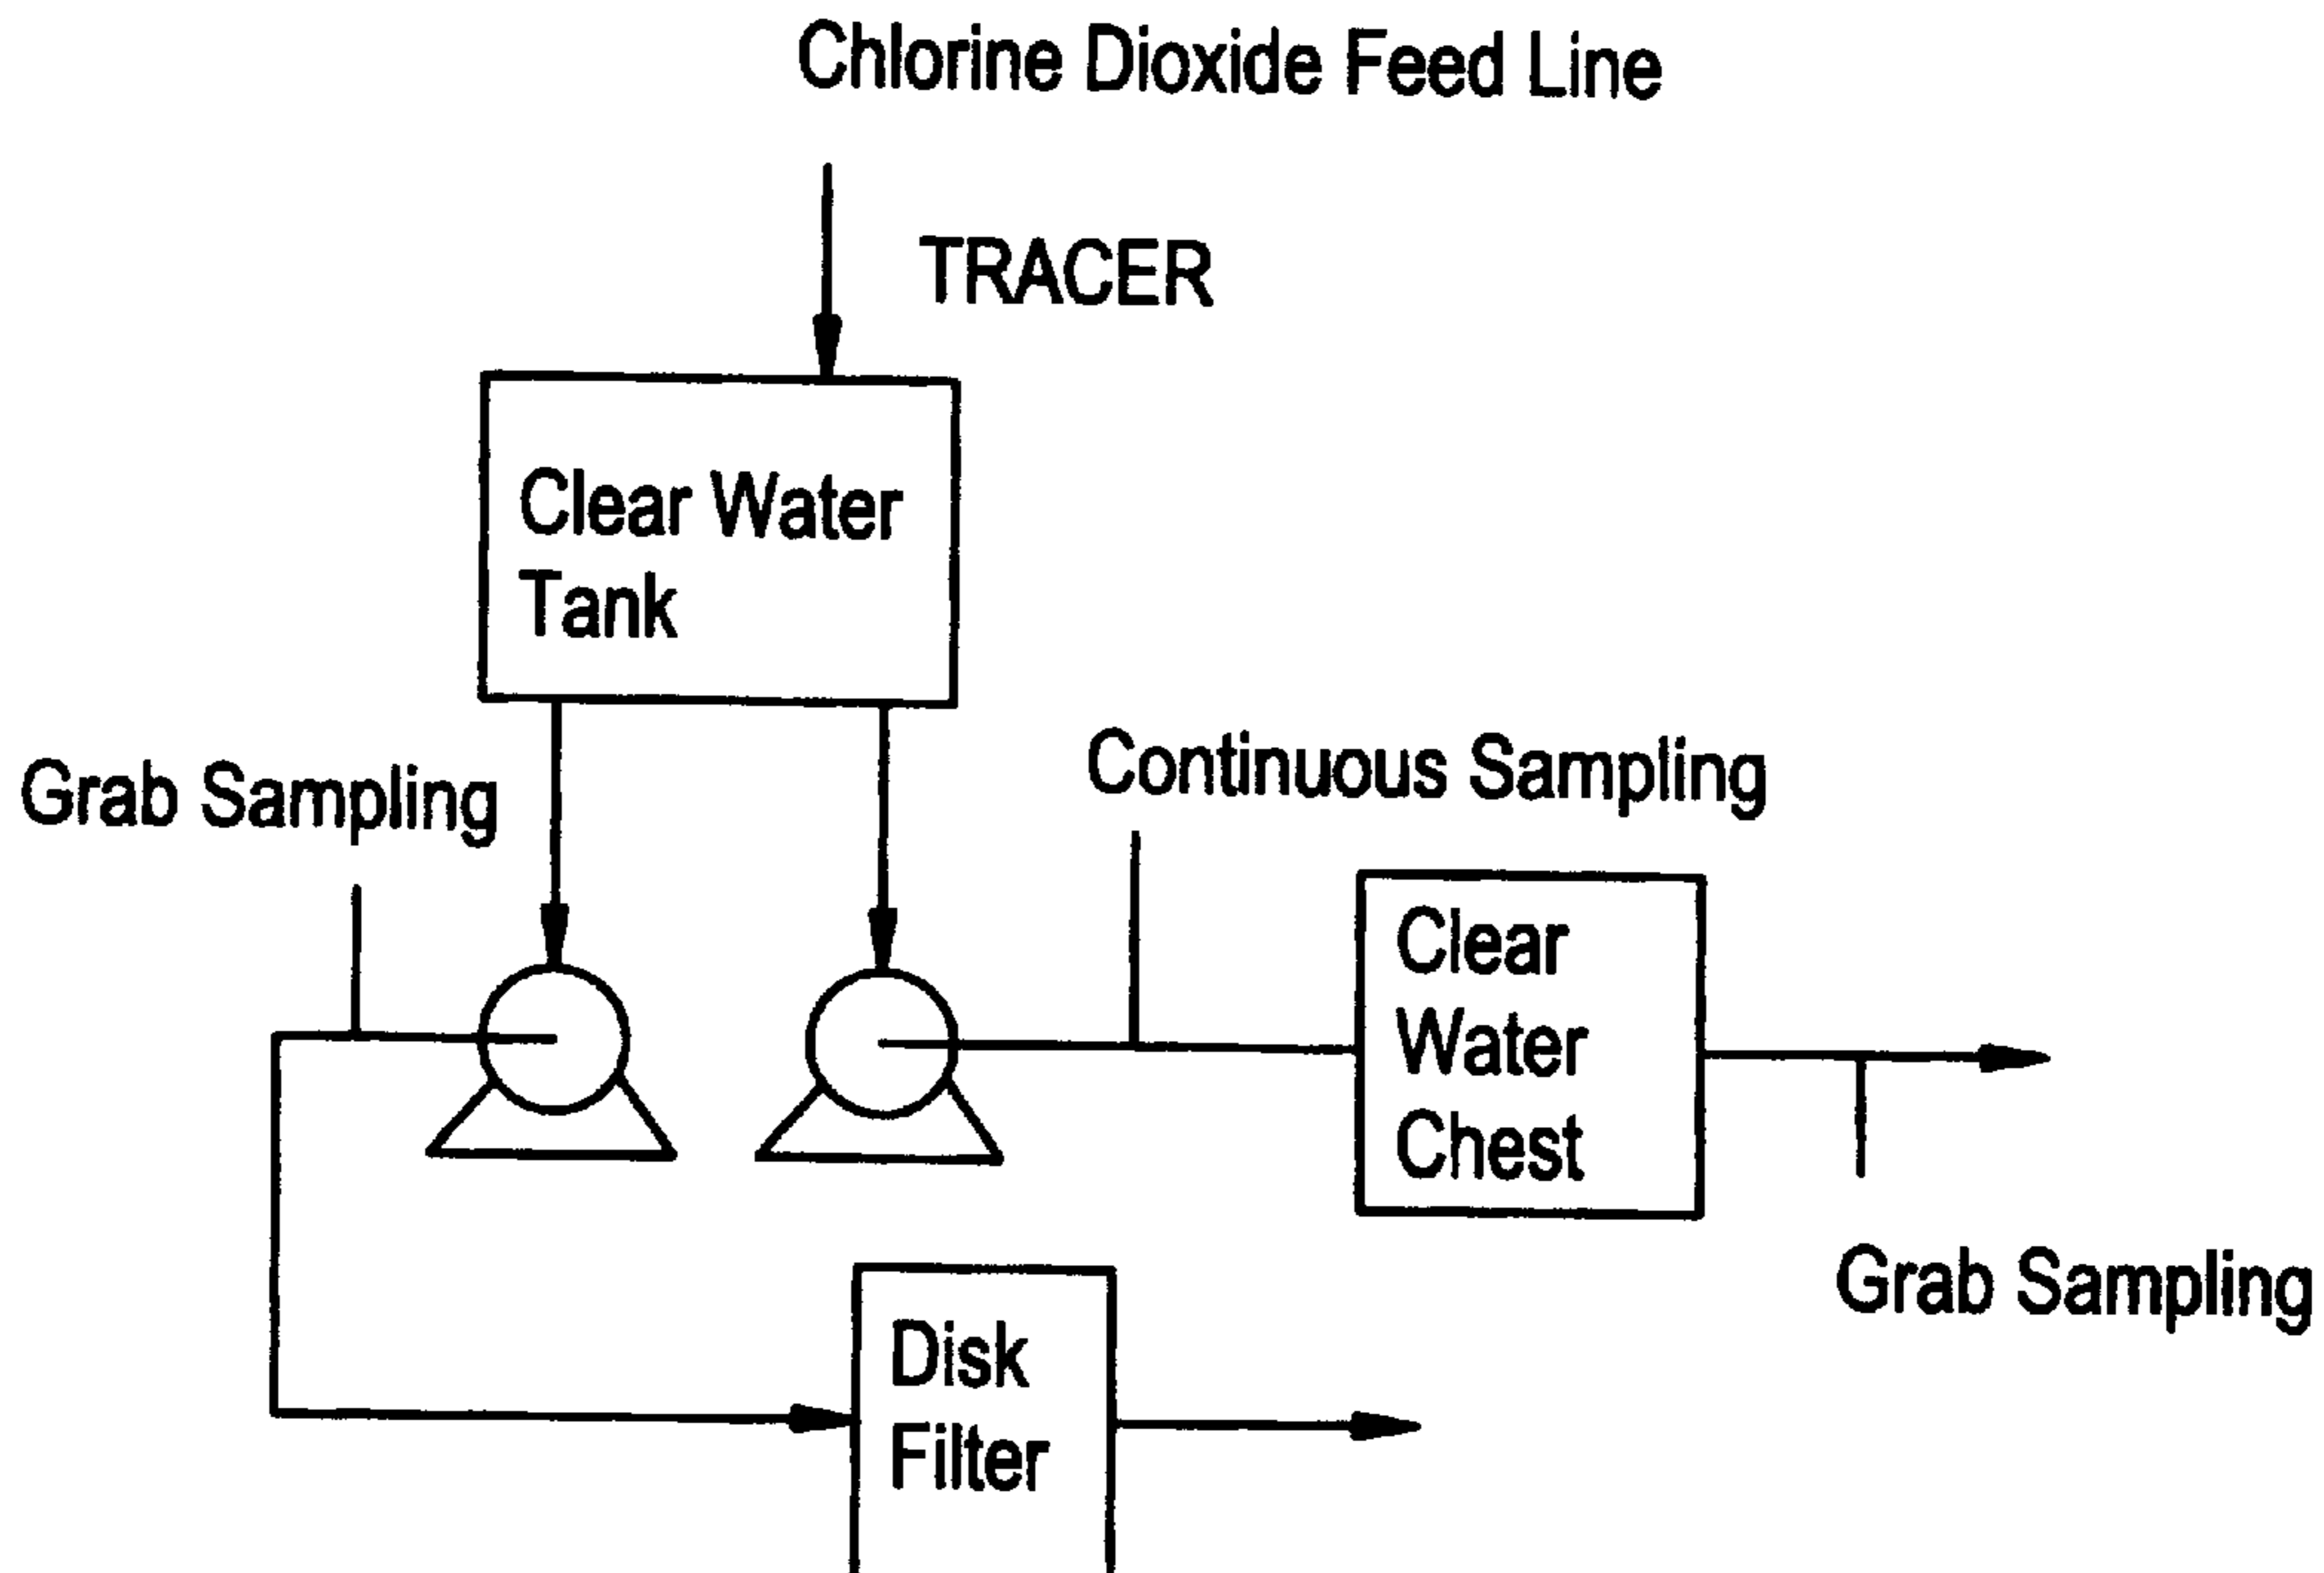 Chlorine Dioxide Feed Line
TRACER
Clear Water
Tank
Grab Sampling
Continuous Sampling
Clear
Water
Chest
Grab Sampling
Disk
Filter